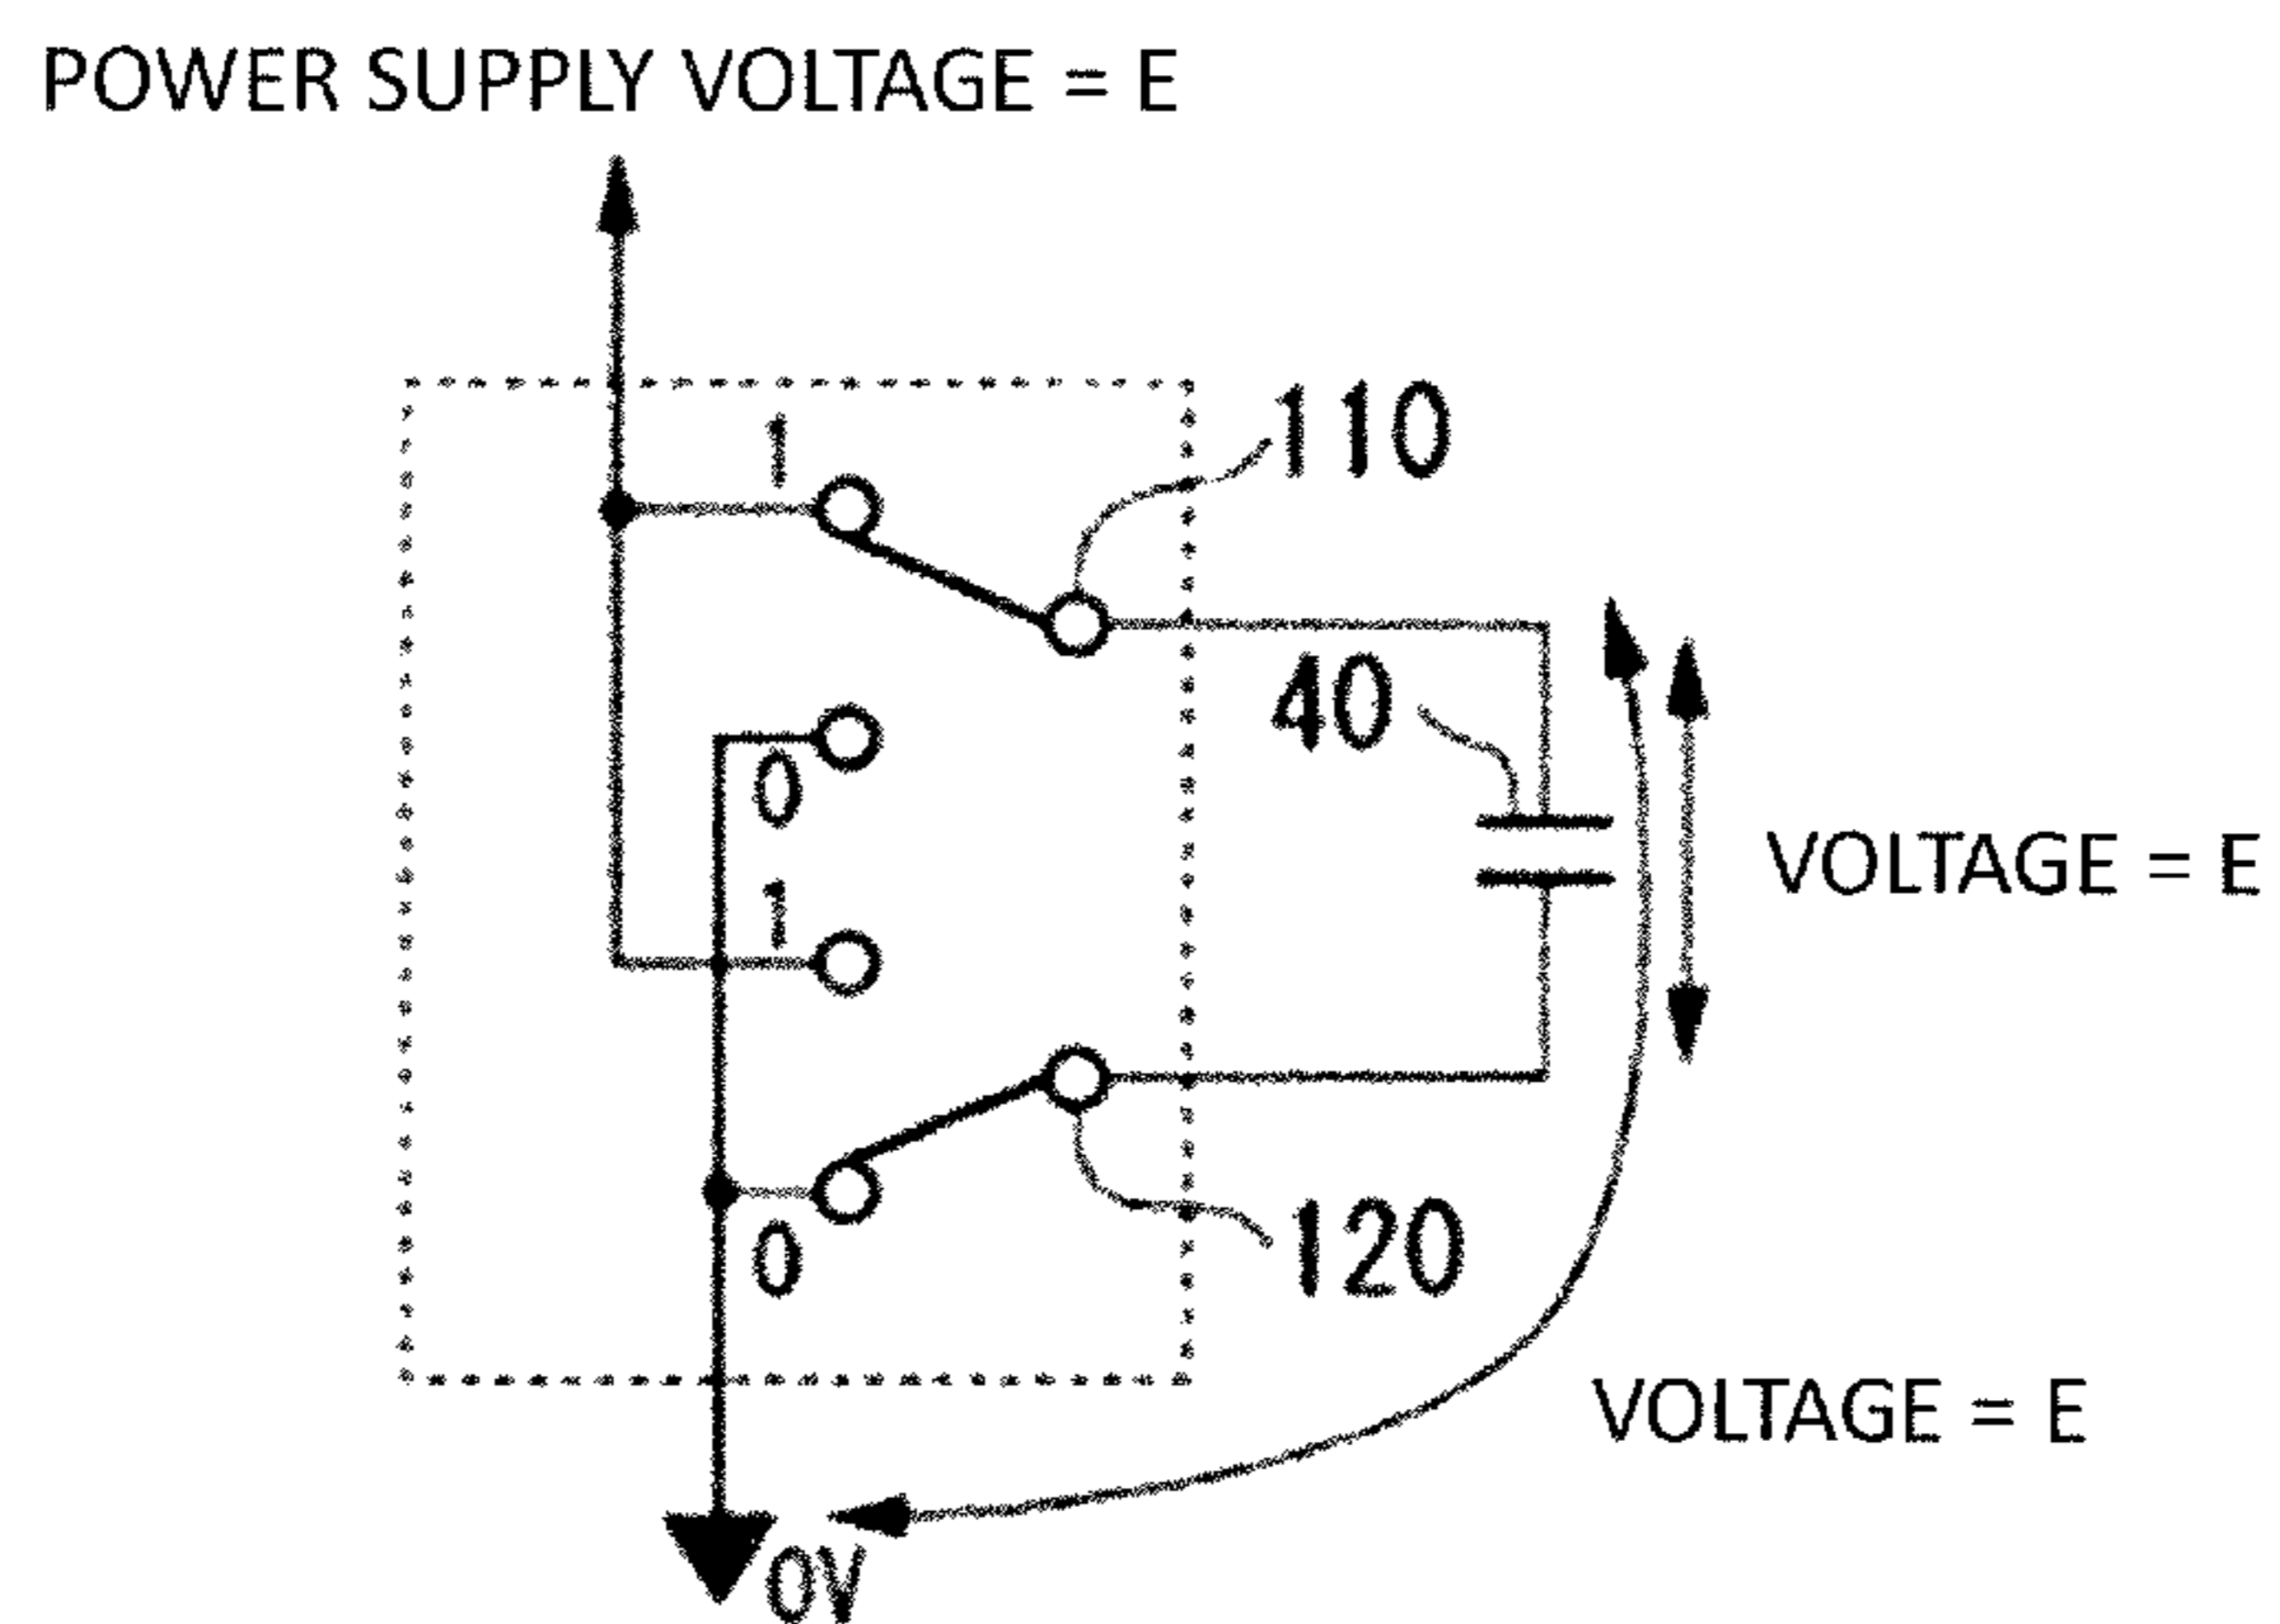 POWER SUPPLY VOLTAGE = E
1
110
40
0
VOLTAGE = E
1
120
0
VOLTAGE = E
0V